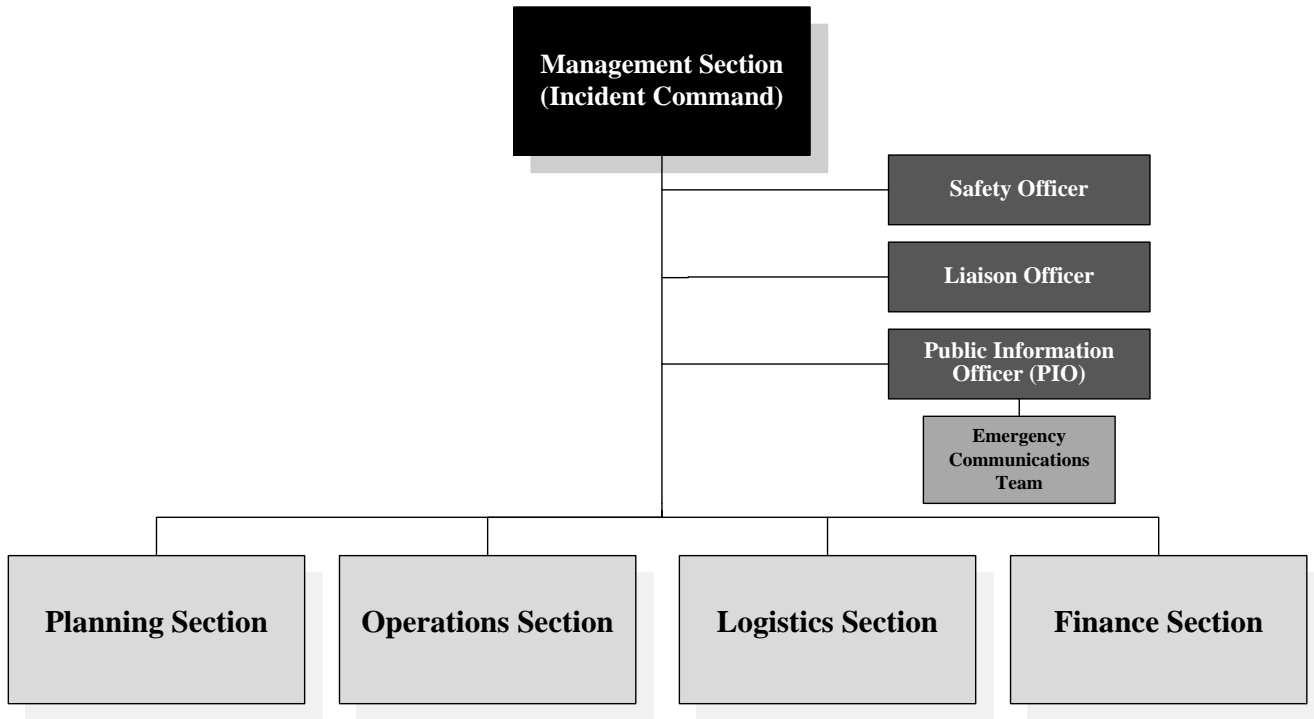 Management Section
(Incident Command)
Safety Officer
Liaison Officer
Public Information
Officer (PIO)
Emergency
Communications
Team
Planning Section
Operations Section
Logistics Section
Finance Section